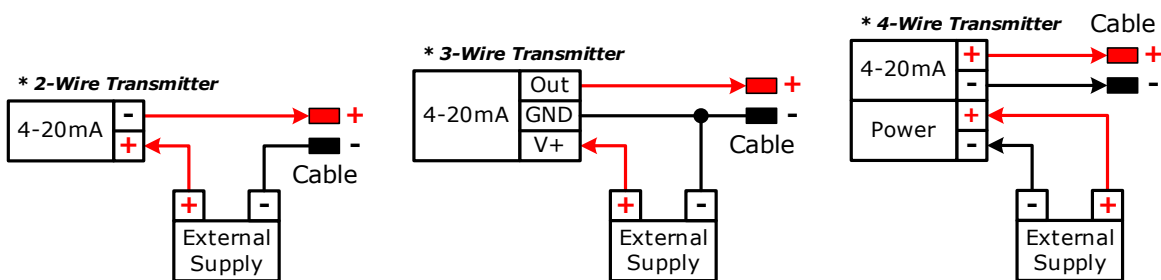 * 2-Wire Transmitter
4-20mA
-
+
+
-
Cable
+
-
External
Supply
* 3-Wire Transmitter
4-20mA
Out
GND
V+
+
-
Cable
+
-
External
Supply
* 4-Wire Transmitter
Cable
4-20mA
+
-
+
-
Power
+
-
-
+
External
Supply